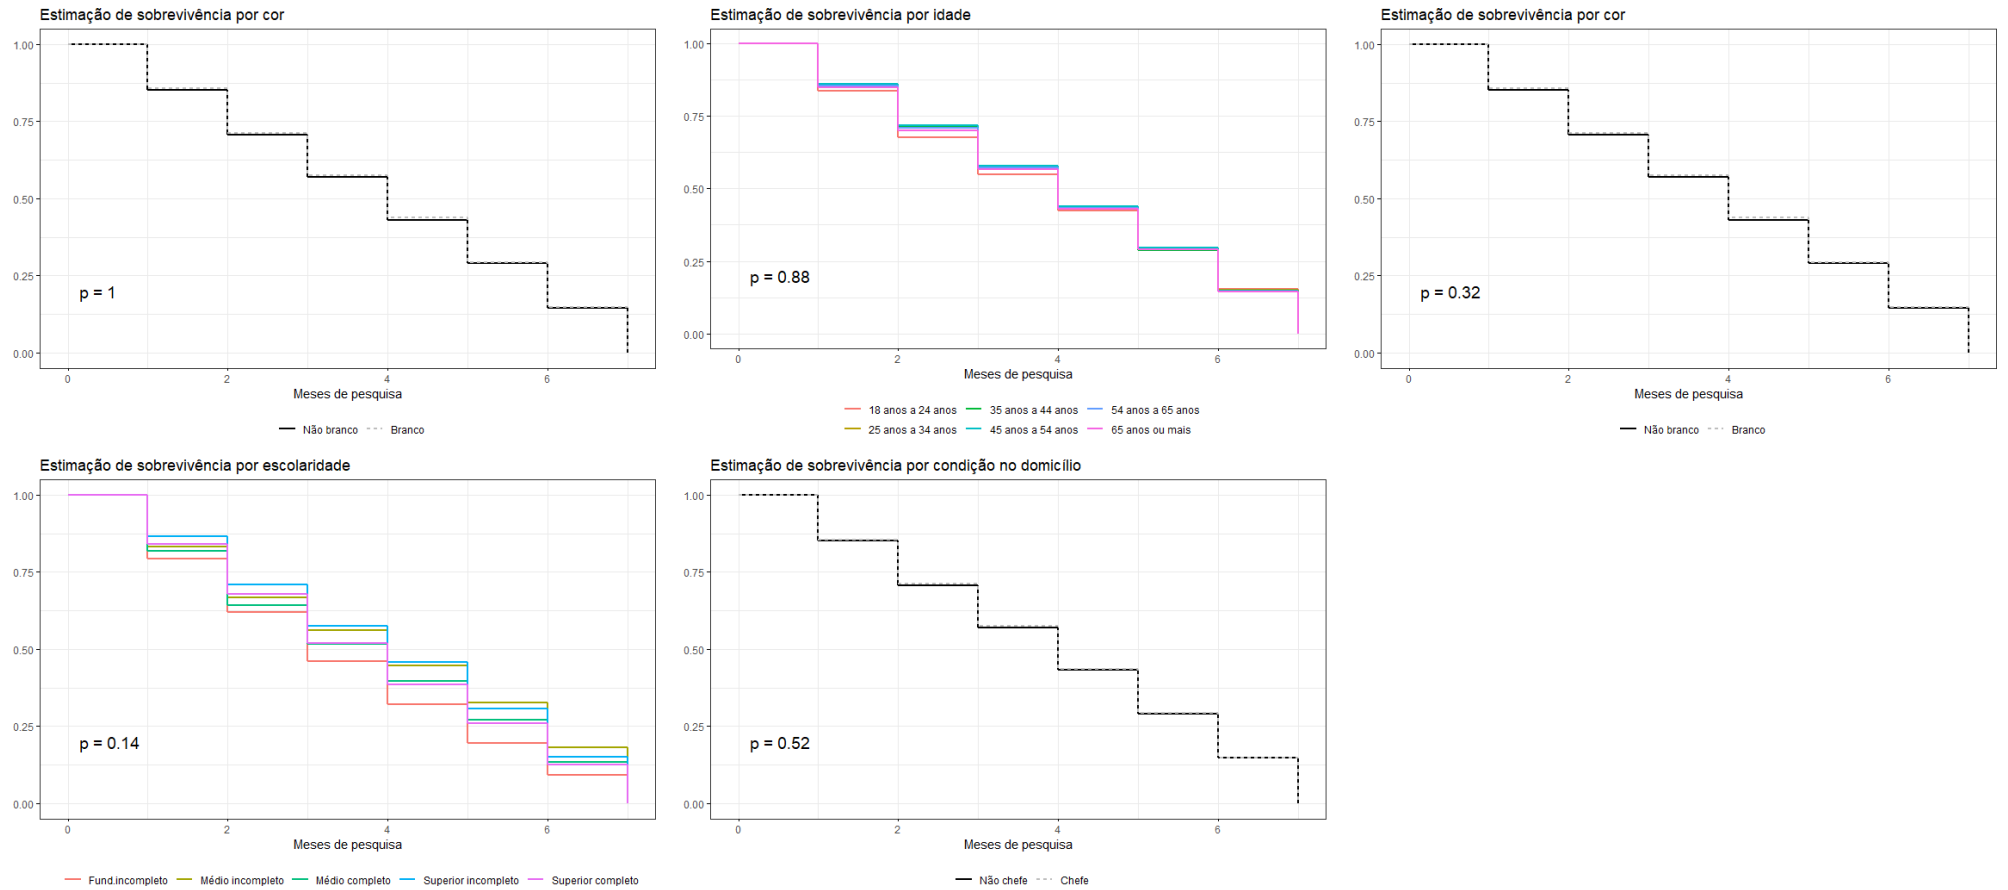 Estimação de sobrevivência por cor
1.00
0.75
0.50
0.25
0.00
p = 1
0 2 4 6
Meses de pesquisa
Não branco Branco
Estimação de sobrevivência por idade
1.00
0.75
0.50
0.25
0.00
p = 0.88
0 2 4 6
Meses de pesquisa
18 anos a 24 anos 35 anos a 44 anos 54 anos a 65 anos
25 anos a 34 anos 45 anos a 54 anos 65 anos ou mais
Estimação de sobrevivência por cor
1.00
0.75
0.50
0.25
0.00
p = 0.32
0 2 4 6
Meses de pesquisa
Não branco Branco
Estimação de sobrevivência por escolaridade
1.00
0.75
0.50
0.25
0.00
p = 0.14
0 2 4 6
Meses de pesquisa
Fund.incompleto Médio incompleto Médio completo Superior incompleto Superior completo
Estimação de sobrevivência por condição no domicílio
1.00
0.75
0.50
0.25
0.00
p = 0.52
0 2 4 6
Meses de pesquisa
Não chefe Chefe